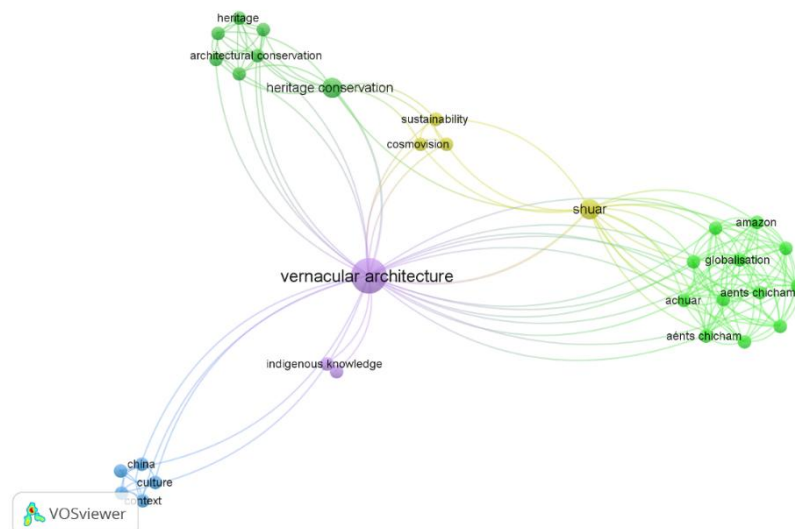 heritage
architectural conservation
heritage conservation
sustainability
cosmovision
shuar
amazon
globalisation
aents chicham
achuar
aénts chicham
vernacular architecture
indigenous knowledge
china
culture
context
VOSviewer